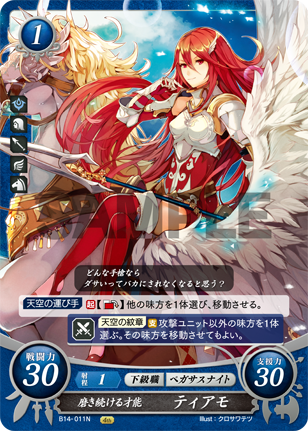 1
SAMPLE
どんな手槍なら
ダサいってバカにされなくなると思う?
天空の運び手 起【横】他の味方を1体選び、移動させる。
天空の紋章 支 攻撃ユニット以外の味方を1体
選ぶ。その味方を移動させてもよい。
戦闘力
30
射程 1 下級職 ペガサスナイト
支援力
30
磨き続ける才能 ティアモ
B14-011N 4th Illust:クロサワテツ